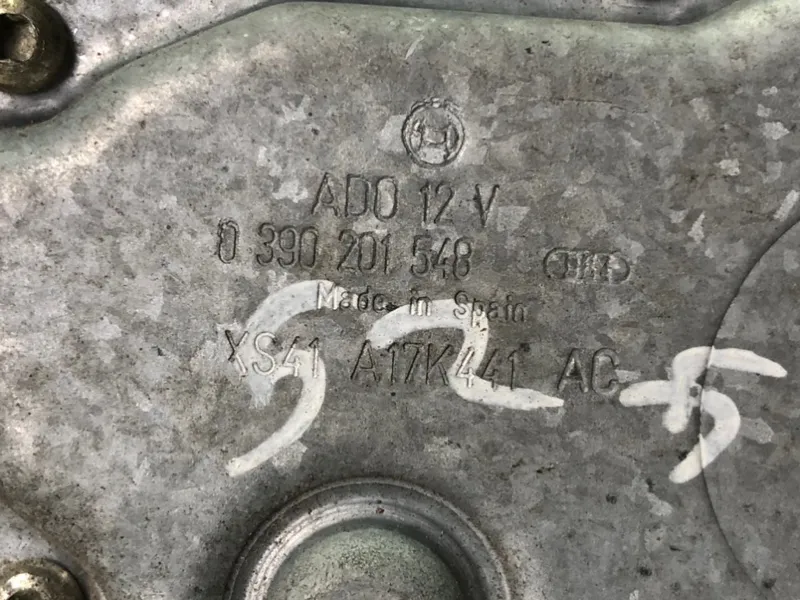 ADO 12 V
0 390 201 548
Made in Spain
XS41 A17K441 AC